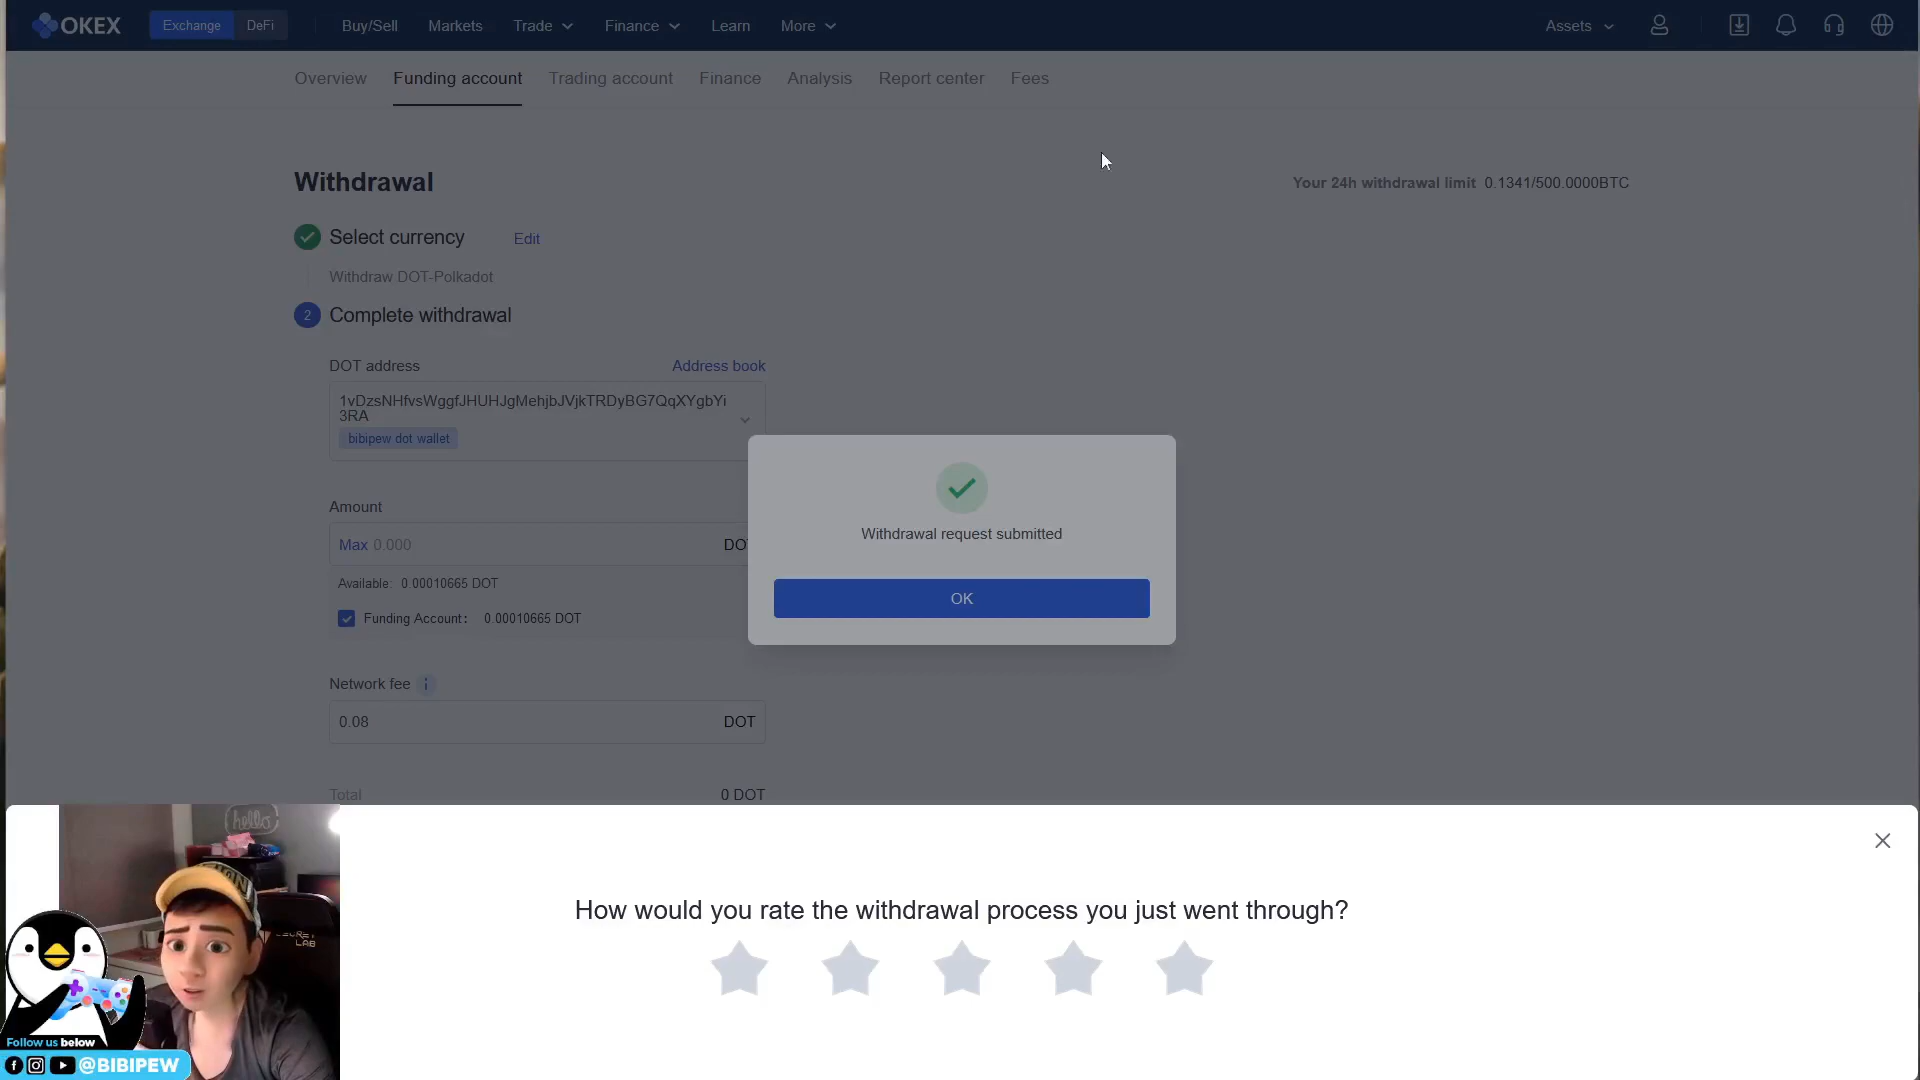 OKEX
Exchange
DeFi
Buy/Sell
Markets
Trade
Finance
Learn
More
Assets
Overview
Funding account
Trading account
Finance
Analysis
Report center
Fees
Withdrawal
Your 24h withdrawal limit 0.1341/500.0000BTC
Select currency
Edit
Withdraw DOT-Polkadot
2
Complete withdrawal
DOT address
Address book
1vDzsNHfvsWggfJHUHJgMehjbJVjkTRDyBG7QqXYgbYi
3RA
bibipew dot wallet
Amount
Max 0.000
Available: 0.00010665 DOT
Funding Account: 0.00010665 DOT
Network fee
0.08
DOT
Total
0 DOT
Withdrawal request submitted
OK
How would you rate the withdrawal process you just went through?
hello
SECRET
LAB
Follow us below
@BIBIPEW